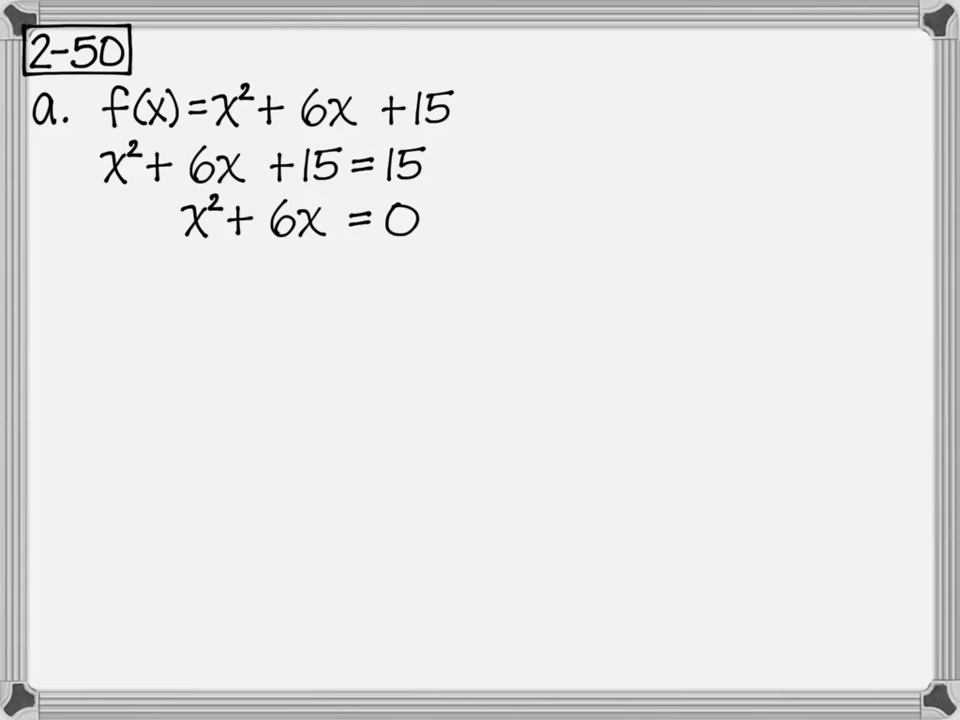 2-50
a. f(x)=x²+ 6x +15
x²+ 6x +15=15
x²+ 6x =0